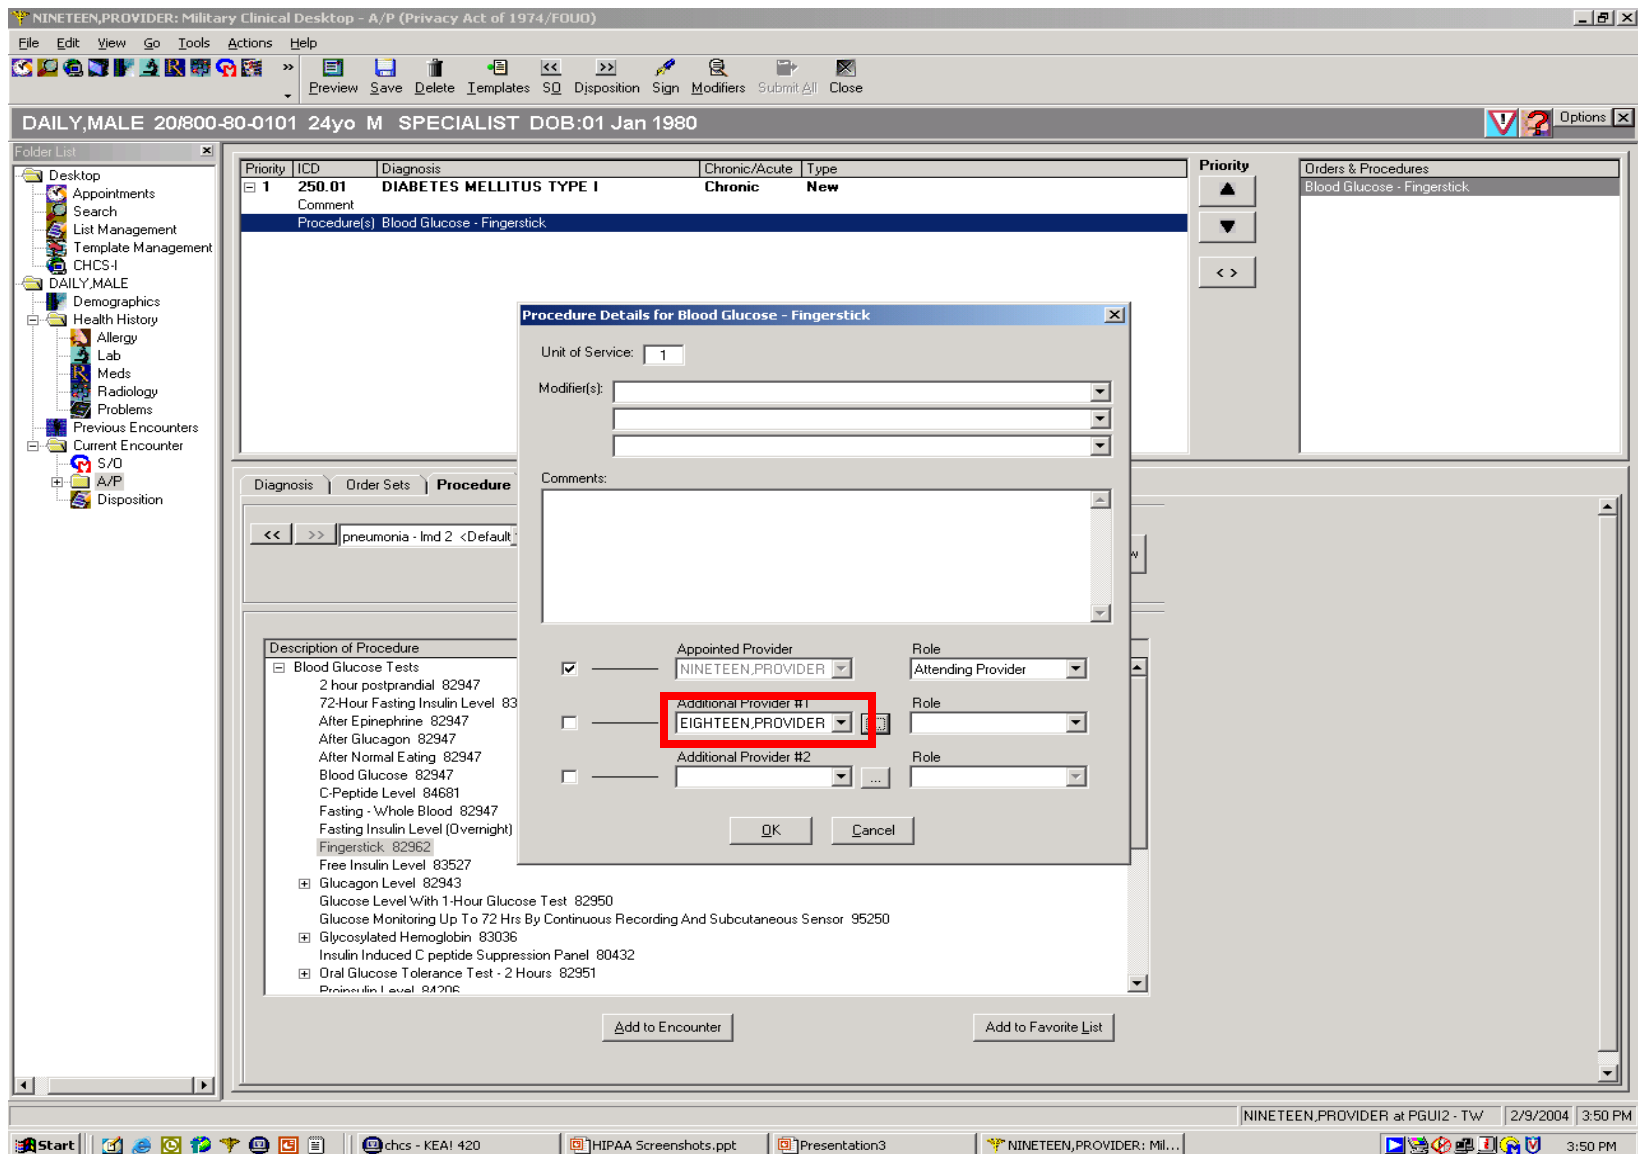 NINETEEN,PROVIDER: Military Clinical Desktop - A/P (Privacy Act of 1974/FOUO)
File Edit View Go Tools Actions Help
Preview Save Delete Templates SO Disposition Sign Modifiers Submit All Close
DAILY,MALE 20/800-80-0101 24yo M SPECIALIST DOB:01 Jan 1980
Options
Folder List
Desktop
Appointments
Search
List Management
Template Management
CHCS-I
DAILY,MALE
Demographics
Health History
Allergy
Lab
Meds
Radiology
Problems
Previous Encounters
Current Encounter
S/O
A/P
Disposition
Priority ICD Diagnosis Chronic/Acute Type
1 250.01 DIABETES MELLITUS TYPE I Chronic New
Comment
Procedure(s) Blood Glucose - Fingerstick
Priority
< >
Orders & Procedures
Blood Glucose - Fingerstick
Diagnosis Order Sets Procedure
<< >> pneumonia - lmd 2 <Default
w
Procedure Details for Blood Glucose - Fingerstick
Unit of Service: 1
Modifier(s):
Comments:
Appointed Provider Role
NINETEEN,PROVIDER Attending Provider
Additional Provider #1 Role
EIGHTEEN,PROVIDER ...
Additional Provider #2 Role
...
OK Cancel
Description of Procedure
Blood Glucose Tests
2 hour postprandial 82947
72-Hour Fasting Insulin Level 83
After Epinephrine 82947
After Glucagon 82947
After Normal Eating 82947
Blood Glucose 82947
C-Peptide Level 84681
Fasting - Whole Blood 82947
Fasting Insulin Level (Overnight)
Fingerstick 82962
Free Insulin Level 83527
Glucagon Level 82943
Glucose Level With 1-Hour Glucose Test 82950
Glucose Monitoring Up To 72 Hrs By Continuous Recording And Subcutaneous Sensor 95250
Glycosylated Hemoglobin 83036
Insulin Induced C peptide Suppression Panel 80432
Oral Glucose Tolerance Test - 2 Hours 82951
Proinsulin Level 84206
Add to Encounter Add to Favorite List
NINETEEN,PROVIDER at PGUI2 - TW 2/9/2004 3:50 PM
Start chcs - KEA! 420 HIPAA Screenshots.ppt Presentation3 NINETEEN,PROVIDER: Mil... 3:50 PM